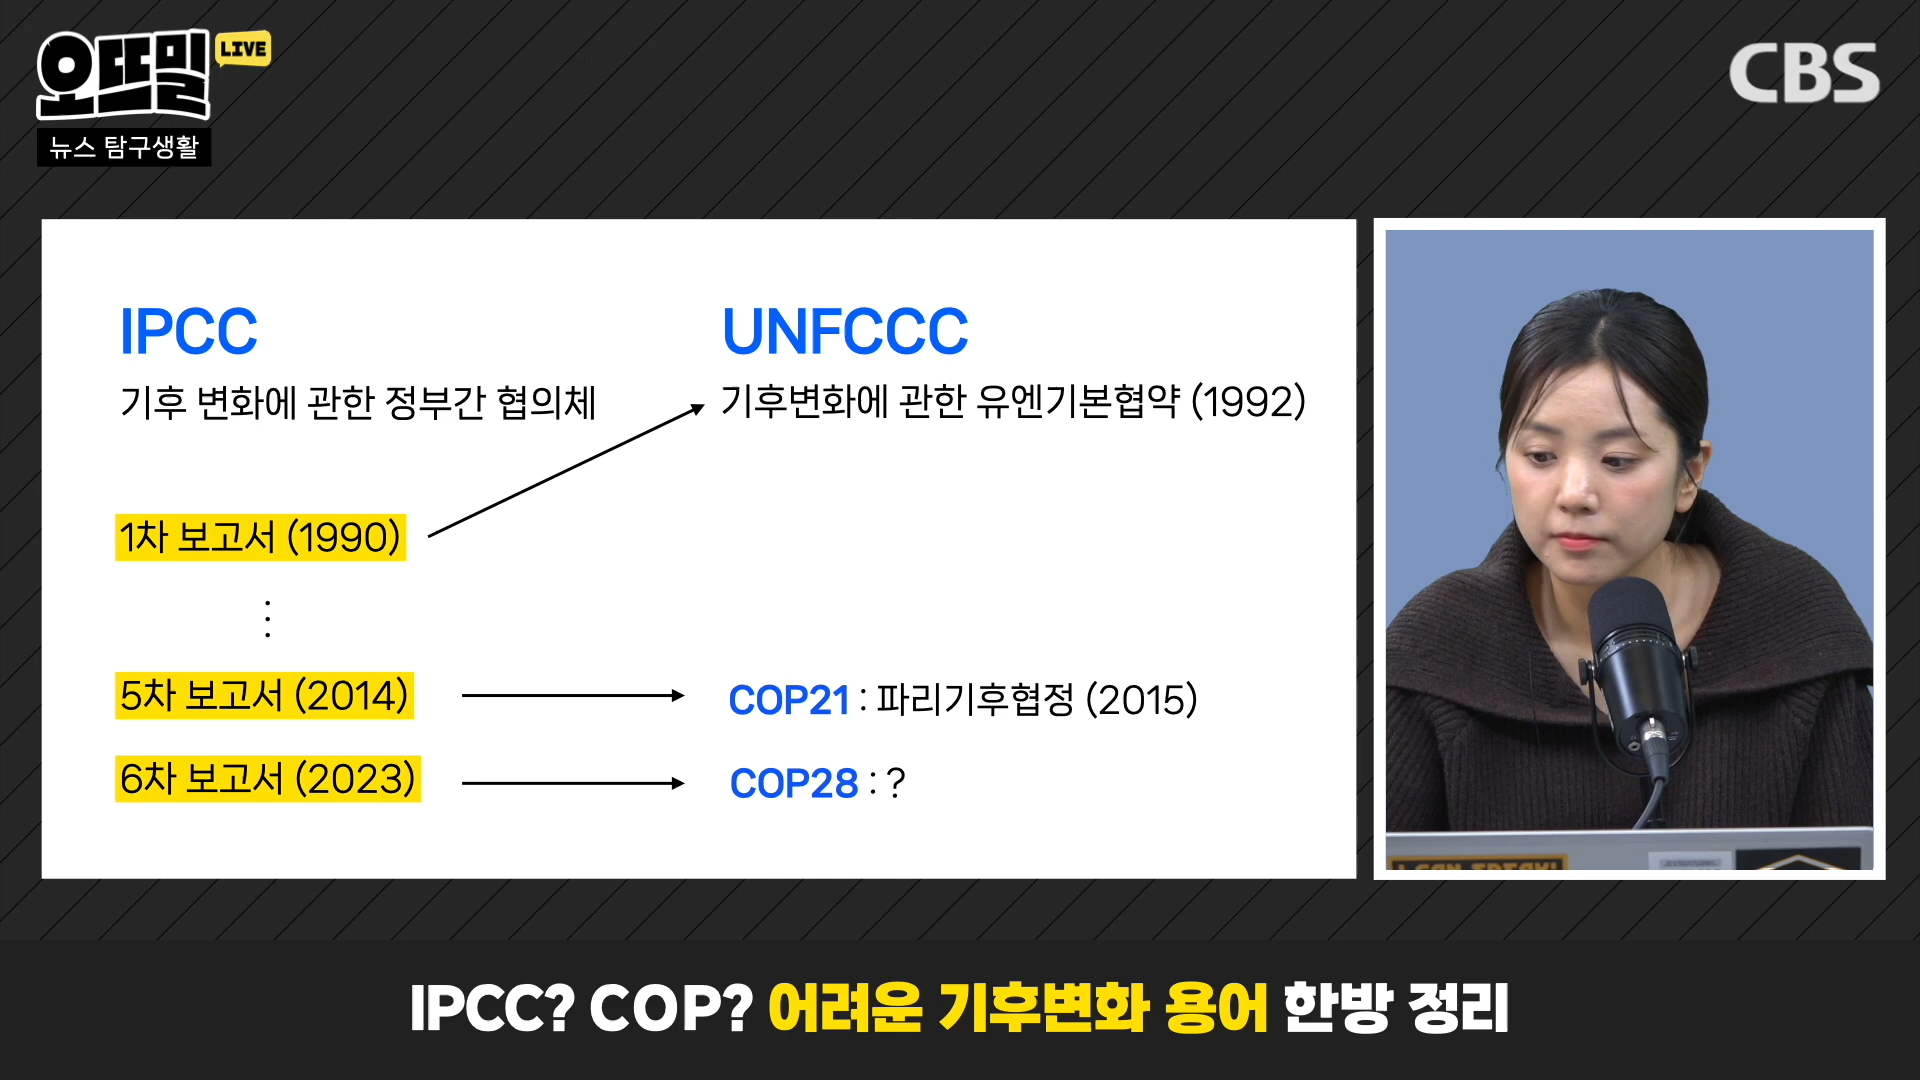 오뜨밀
LIVE
뉴스 탐구생활
CBS
IPCC
기후 변화에 관한 정부간 협의체
UNFCCC
기후변화에 관한 유엔기본협약 (1992)
1차 보고서 (1990)
⋮
5차 보고서 (2014)
COP21 : 파리기후협정 (2015)
6차 보고서 (2023)
COP28 : ?
I CAN SPEAK!
IPCC? COP? 어려운 기후변화 용어 한방 정리